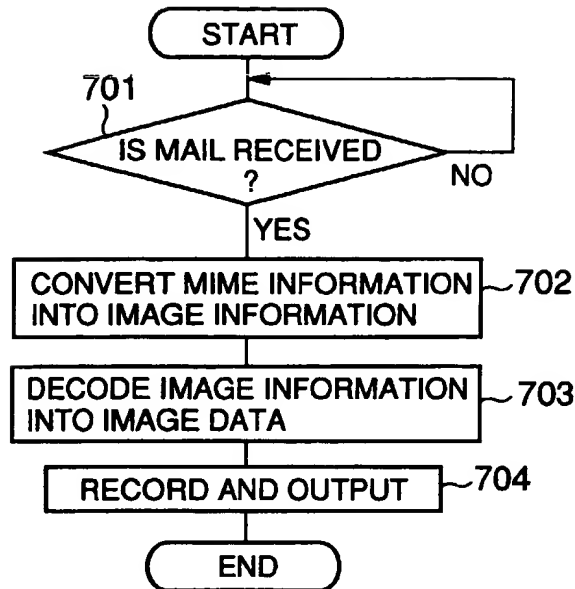 START
701
IS MAIL RECEIVED
?
NO
YES
CONVERT MIME INFORMATION
INTO IMAGE INFORMATION
702
DECODE IMAGE INFORMATION
INTO IMAGE DATA
703
RECORD AND OUTPUT
704
END